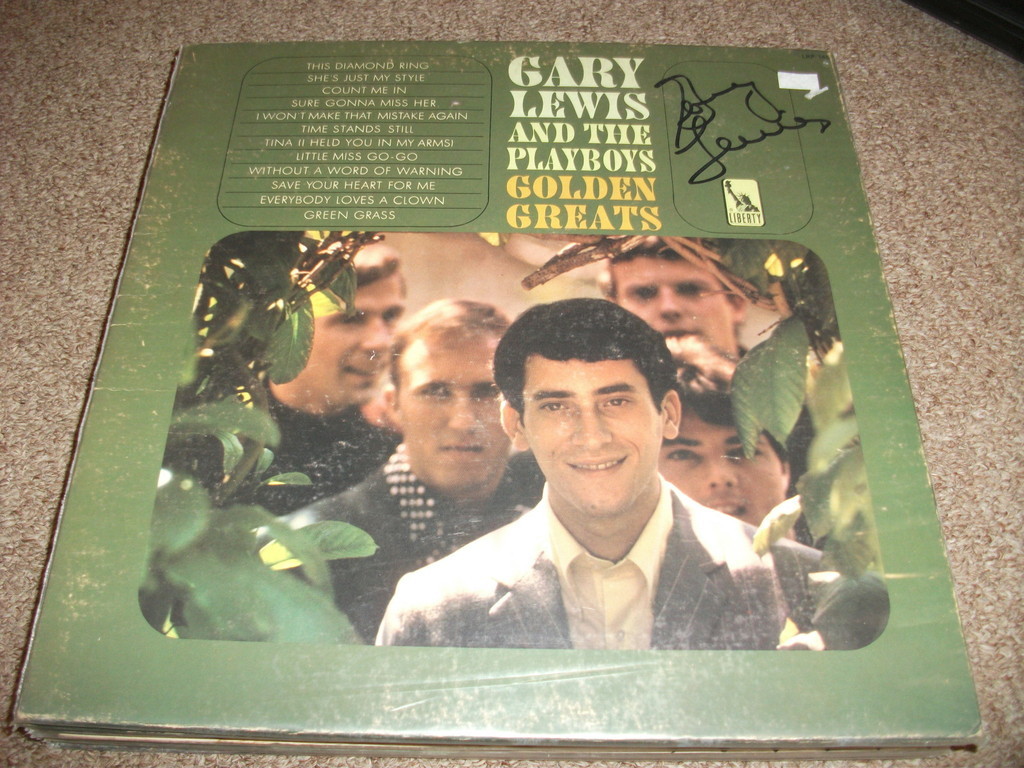 THIS DIAMOND RING
SHE'S JUST MY STYLE
COUNT ME IN
SURE GONNA MISS HER
I WON'T MAKE THAT MISTAKE AGAIN
TIME STANDS STILL
TINA (I HELD YOU IN MY ARMS)
LITTLE MISS GO-GO
WITHOUT A WORD OF WARNING
SAVE YOUR HEART FOR ME
EVERYBODY LOVES A CLOWN
GREEN GRASS
GARY
LEWIS
AND THE
PLAYBOYS
GOLDEN
GREATS
Gary
Lewis
LIBERTY